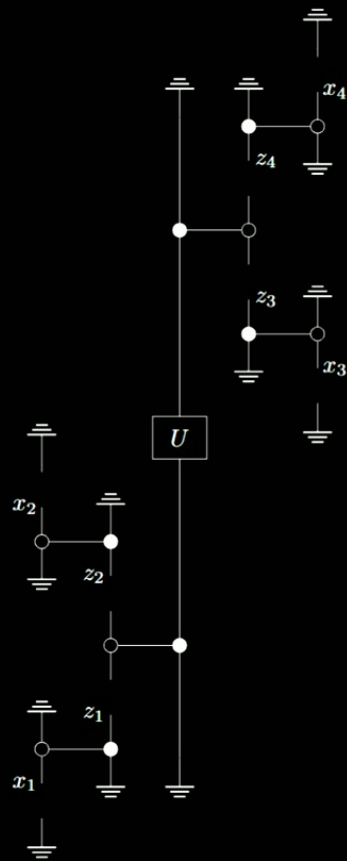 x₄
z₄
z₃
x₃
U
x₂
z₂
z₁
x₁